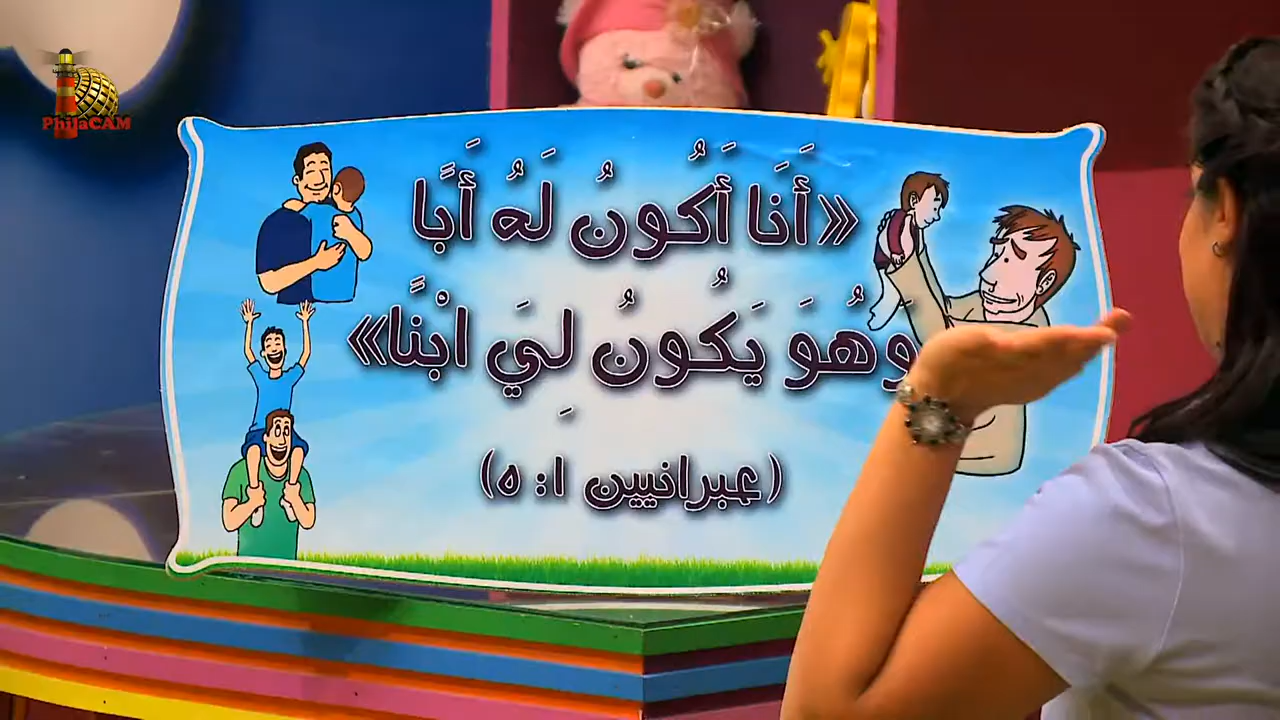 PhilaCAM
«أَنَا أَكُونُ لَهُ أَبًا
وَهُوَ يَكُونُ لِيَ ابْنًا»
(عبرانيين ١: ٥)